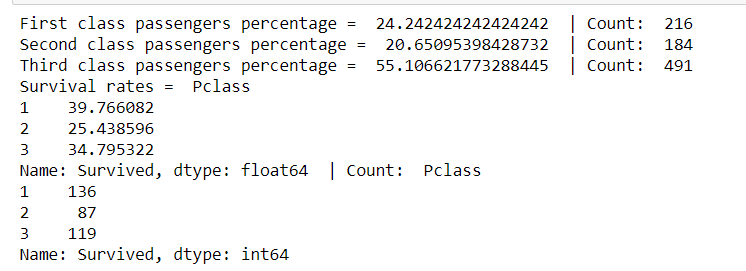 First class passengers percentage =  24.242424242424242  | Count:  216
Second class passengers percentage =  20.65095398428732  | Count:  184
Third class passengers percentage =  55.106621773288445  | Count:  491
Survival rates =  Pclass
1    39.766082
2    25.438596
3    34.795322
Name: Survived, dtype: float64  | Count:  Pclass
1    136
2     87
3    119
Name: Survived, dtype: int64